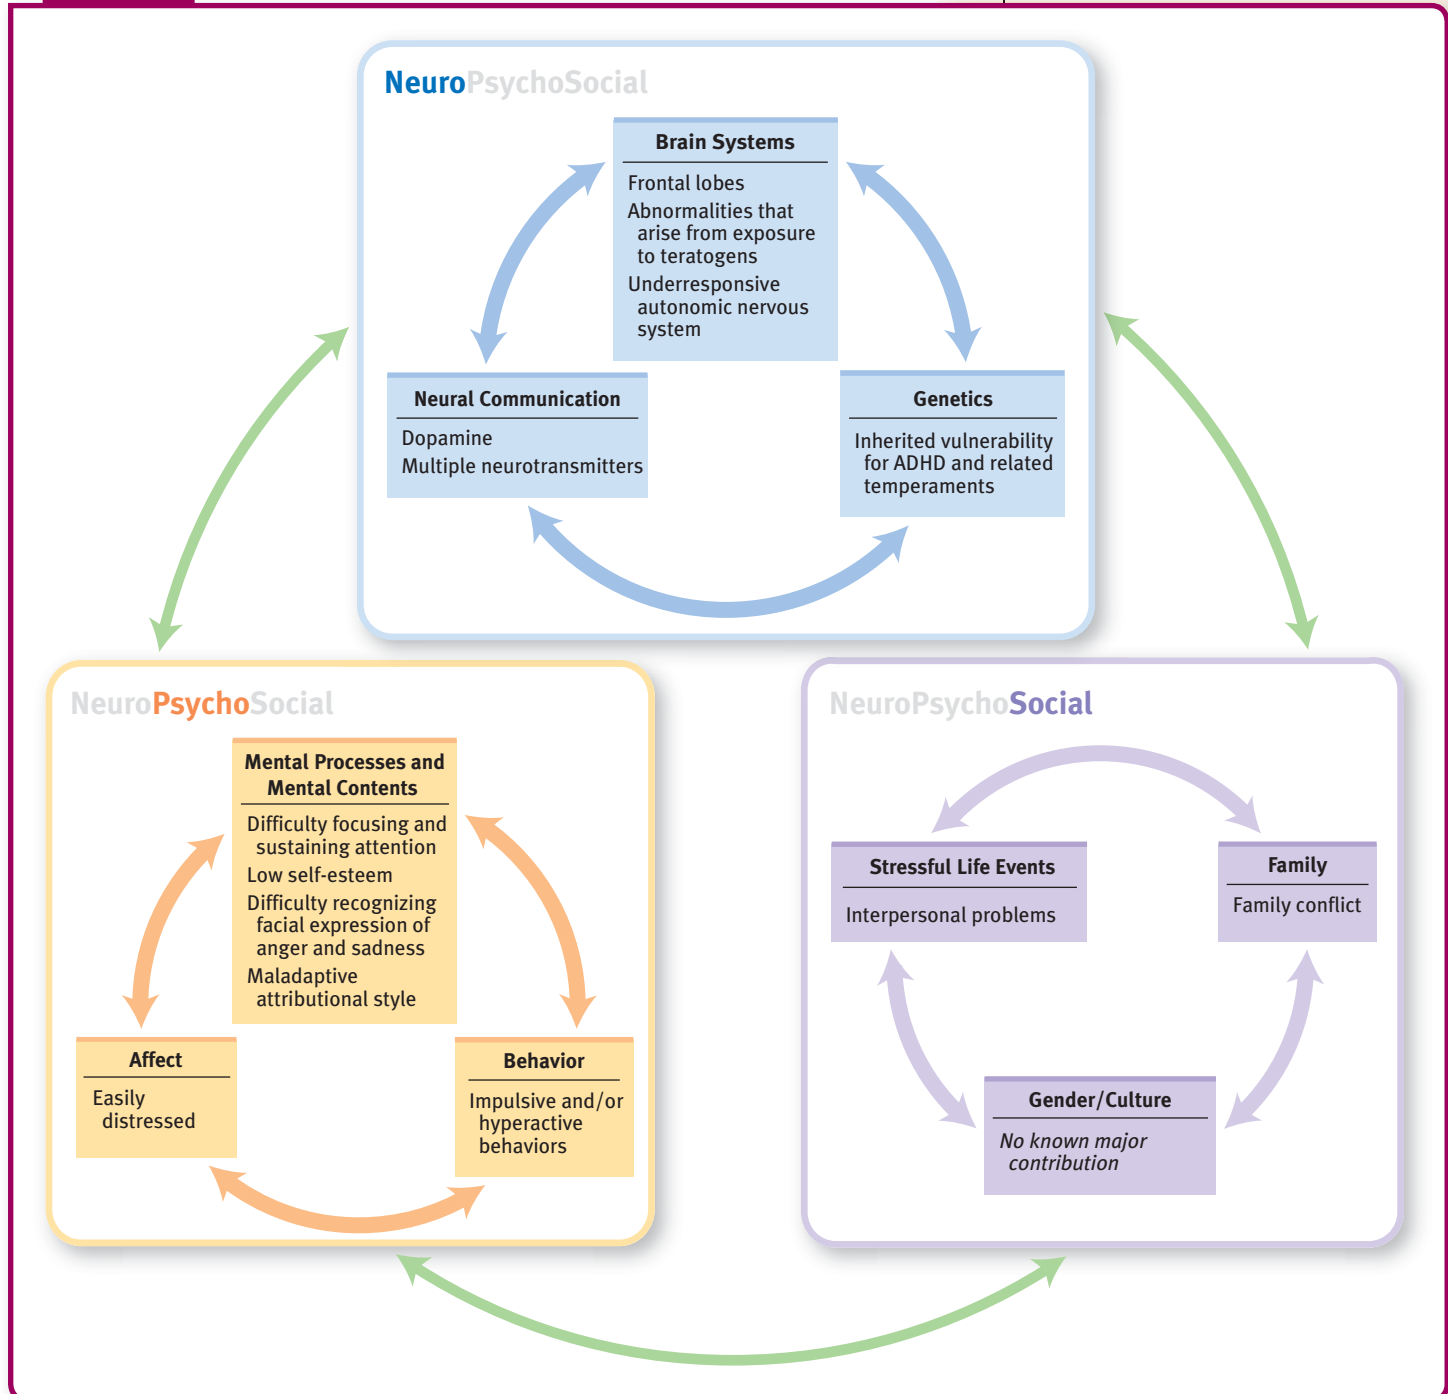 NeuroPsychoSocial
Brain Systems
Frontal lobes
Abnormalities that
arise from exposure
to teratogens
Underresponsive
autonomic nervous
system
Neural Communication
Dopamine
Multiple neurotransmitters
Genetics
Inherited vulnerability
for ADHD and related
temperaments
NeuroPsychoSocial
Mental Processes and
Mental Contents
Difficulty focusing and
sustaining attention
Low self-esteem
Difficulty recognizing
facial expression of
anger and sadness
Maladaptive
attributional style
Affect
Easily
distressed
Behavior
Impulsive and/or
hyperactive
behaviors
NeuroPsychoSocial
Stressful Life Events
Interpersonal problems
Family
Family conflict
Gender/Culture
No known major
contribution